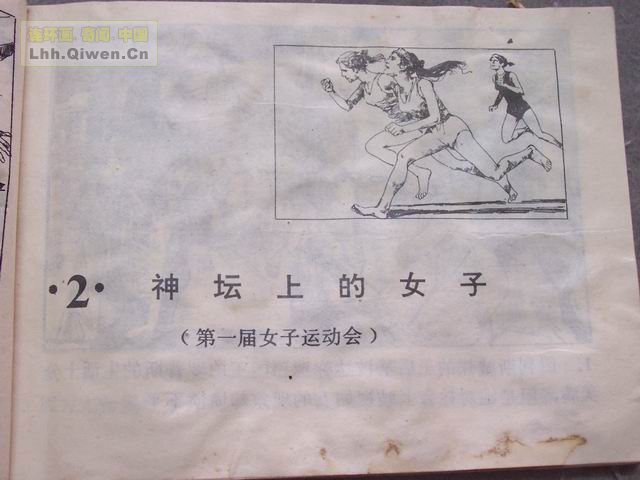 连环画.奇闻.中国
Lhh.Qiwen.Cn
·2· 神坛上的女子
(第一届女子运动会)